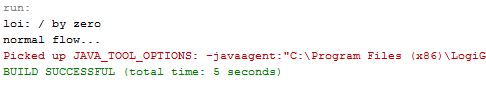 run:
loi: / by zero
normal flow...
Picked up JAVA_TOOL_OPTIONS: -javaagent:"C:\Program Files (x86)\LogiG
BUILD SUCCESSFUL (total time: 5 seconds)